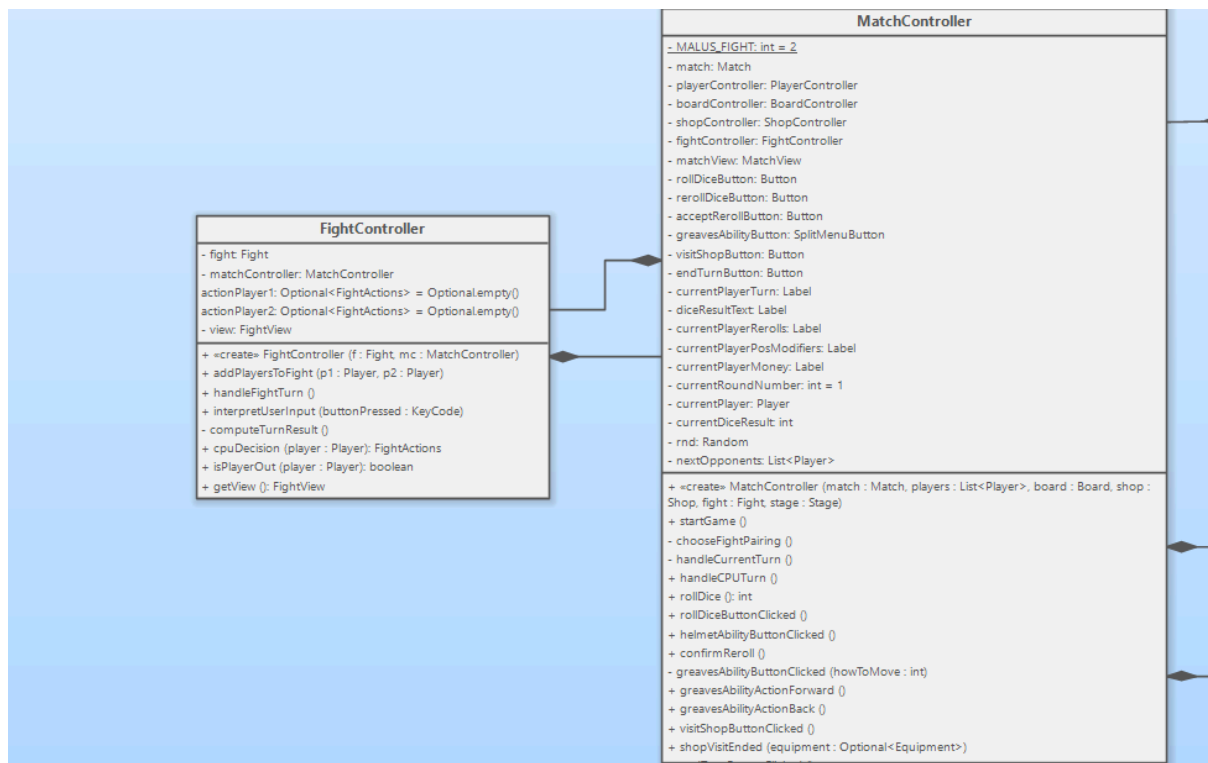 MatchController
- MALUS_FIGHT: int = 2
- match: Match
- playerController: PlayerController
- boardController: BoardController
- shopController: ShopController
- fightController: FightController
- matchView: MatchView
- rollDiceButton: Button
- rerollDiceButton: Button
- acceptRerollButton: Button
- greavesAbilityButton: SplitMenuButton
- visitShopButton: Button
- endTurnButton: Button
- currentPlayerTurn: Label
- diceResultText: Label
- currentPlayerRerolls: Label
- currentPlayerPosModifiers: Label
- currentPlayerMoney: Label
- currentRoundNumber: int = 1
- currentPlayer: Player
- currentDiceResult: int
- rnd: Random
- nextOpponents: List<Player>
+ «create» MatchController (match : Match, players : List<Player>, board : Board, shop :
Shop, fight : Fight, stage : Stage)
+ startGame ()
- chooseFightPairing ()
- handleCurrentTurn ()
+ handleCPUTurn ()
+ rollDice (): int
+ rollDiceButtonClicked ()
+ helmetAbilityButtonClicked ()
+ confirmReroll ()
- greavesAbilityButtonClicked (howToMove : int)
+ greavesAbilityActionForward ()
+ greavesAbilityActionBack ()
+ visitShopButtonClicked ()
+ shopVisitEnded (equipment : Optional<Equipment>)
FightController
- fight: Fight
- matchController: MatchController
actionPlayer1: Optional<FightActions> = Optional.empty()
actionPlayer2: Optional<FightActions> = Optional.empty()
- view: FightView
+ «create» FightController (f : Fight, mc : MatchController)
+ addPlayersToFight (p1 : Player, p2 : Player)
+ handleFightTurn ()
+ interpretUserInput (buttonPressed : KeyCode)
- computeTurnResult ()
+ cpuDecision (player : Player): FightActions
+ isPlayerOut (player : Player): boolean
+ getView (): FightView